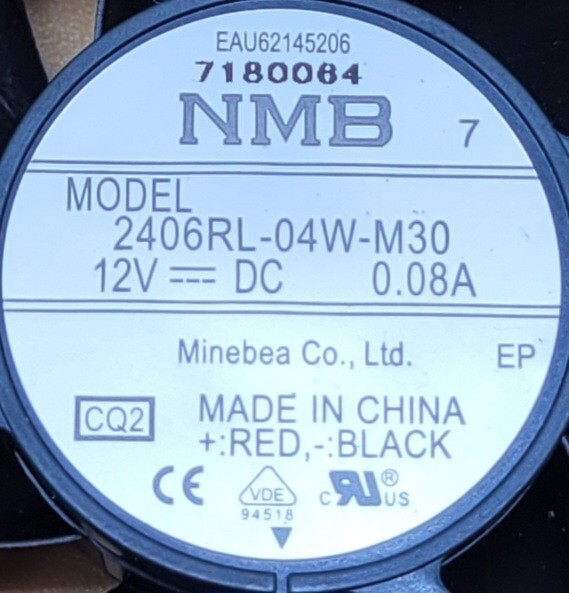 EAU62145206
7180064
NMB 7
MODEL
2406RL-04W-M30
12V ⎓ DC 0.08A
Minebea Co., Ltd. EP
CQ2 MADE IN CHINA
+:RED,-:BLACK
CE VDE c RU ® US
94518